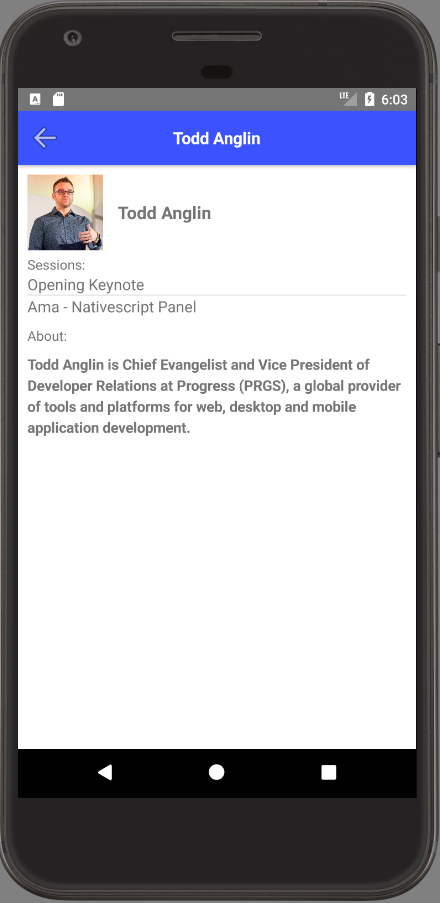 A
LTE
6:03
Todd Anglin
Todd Anglin
Sessions:
Opening Keynote
Ama - Nativescript Panel
About:
Todd Anglin is Chief Evangelist and Vice President of
Developer Relations at Progress (PRGS), a global provider
of tools and platforms for web, desktop and mobile
application development.